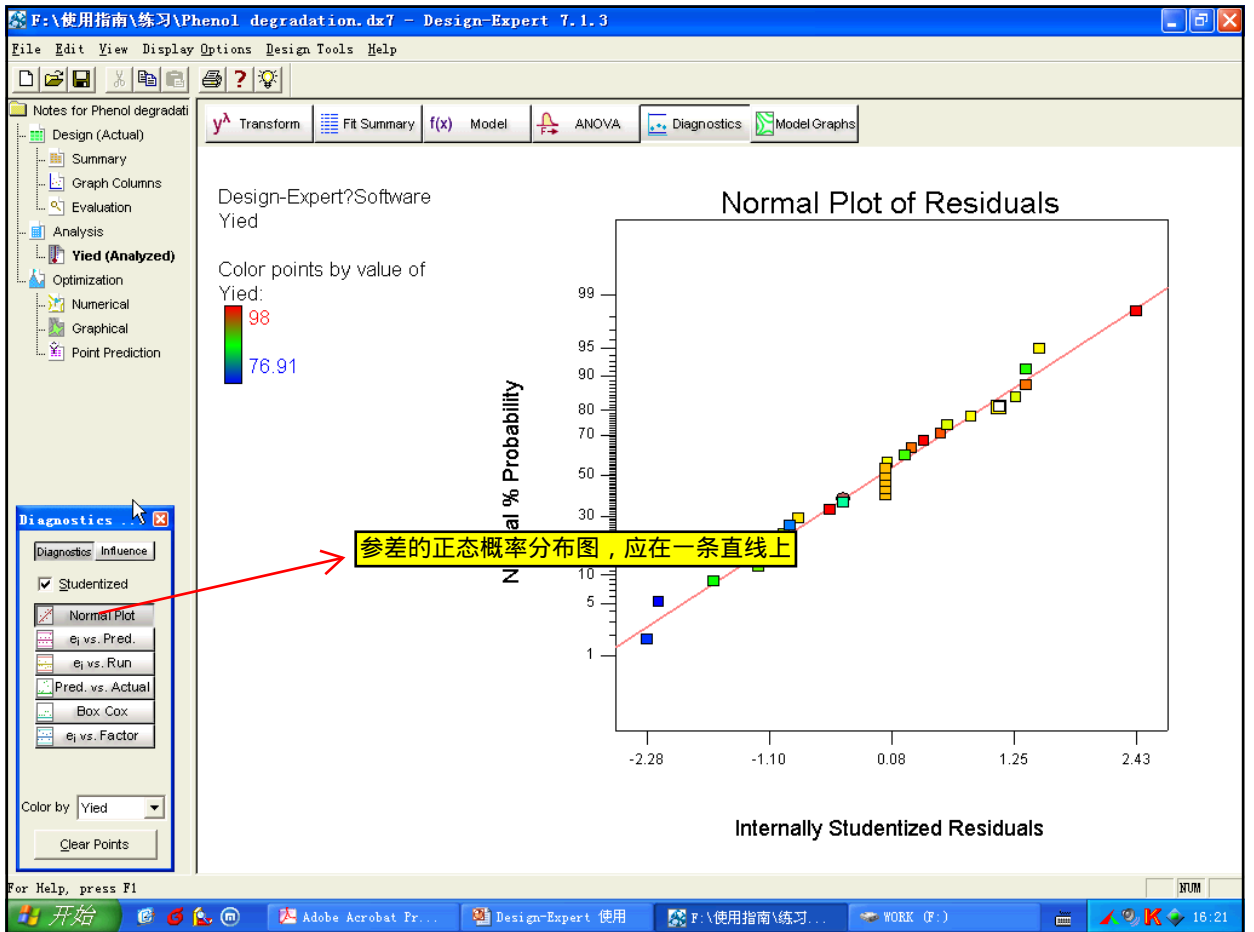 F:\使用指南\练习\Phenol degradation.dx7 - Design-Expert 7.1.3
File Edit View Display Options Design Tools Help
Notes for Phenol degradati
Design (Actual)
Summary
Graph Columns
Evaluation
Analysis
Yied (Analyzed)
Optimization
Numerical
Graphical
Point Prediction
yλ Transform
Fit Summary
f(x) Model
ANOVA
Diagnostics
Model Graphs
Design-Expert?Software
Yied
Color points by value of
Yied:
98
76.91
Normal Plot of Residuals
99
95
90
80
70
50
30
10
5
1
Probability
-2.28 -1.10 0.08 1.25 2.43
Internally Studentized Residuals
参差的正态概率分布图，应在一条直线上
Diagnostics ..
Diagnostics Influence
Studentized
Normal Plot
ei vs. Pred.
ei vs. Run
Pred. vs. Actual
Box Cox
ei vs. Factor
Color by Yied
Clear Points
For Help, press F1
NUM
开始
Adobe Acrobat Pr...
Design-Expert 使用
F:\使用指南\练习...
WORK (F:)
16:21